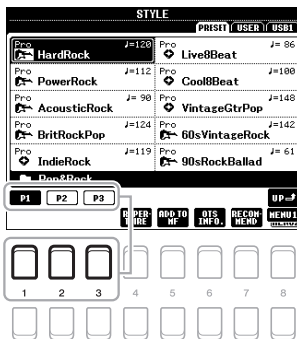 STYLE
PRESET USER USB1
Pro ♩=120 HardRock
Pro ♩= 86 Live8Beat
Pro ♩=112 PowerRock
Pro ♩=100 Cool8Beat
Pro ♩= 90 AcousticRock
Pro ♩=148 VintageGtrPop
Pro ♩=124 BritRockPop
Pro ♩=142 60sVintageRock
Pro ♩=119 IndieRock
Pro ♩= 61 90sRockBallad
Pop&Rock
P1 P2 P3 UP
ADD TO MF OTS INFO. RECOM-MEND MENU1
1 2 3 4 5 6 7 8